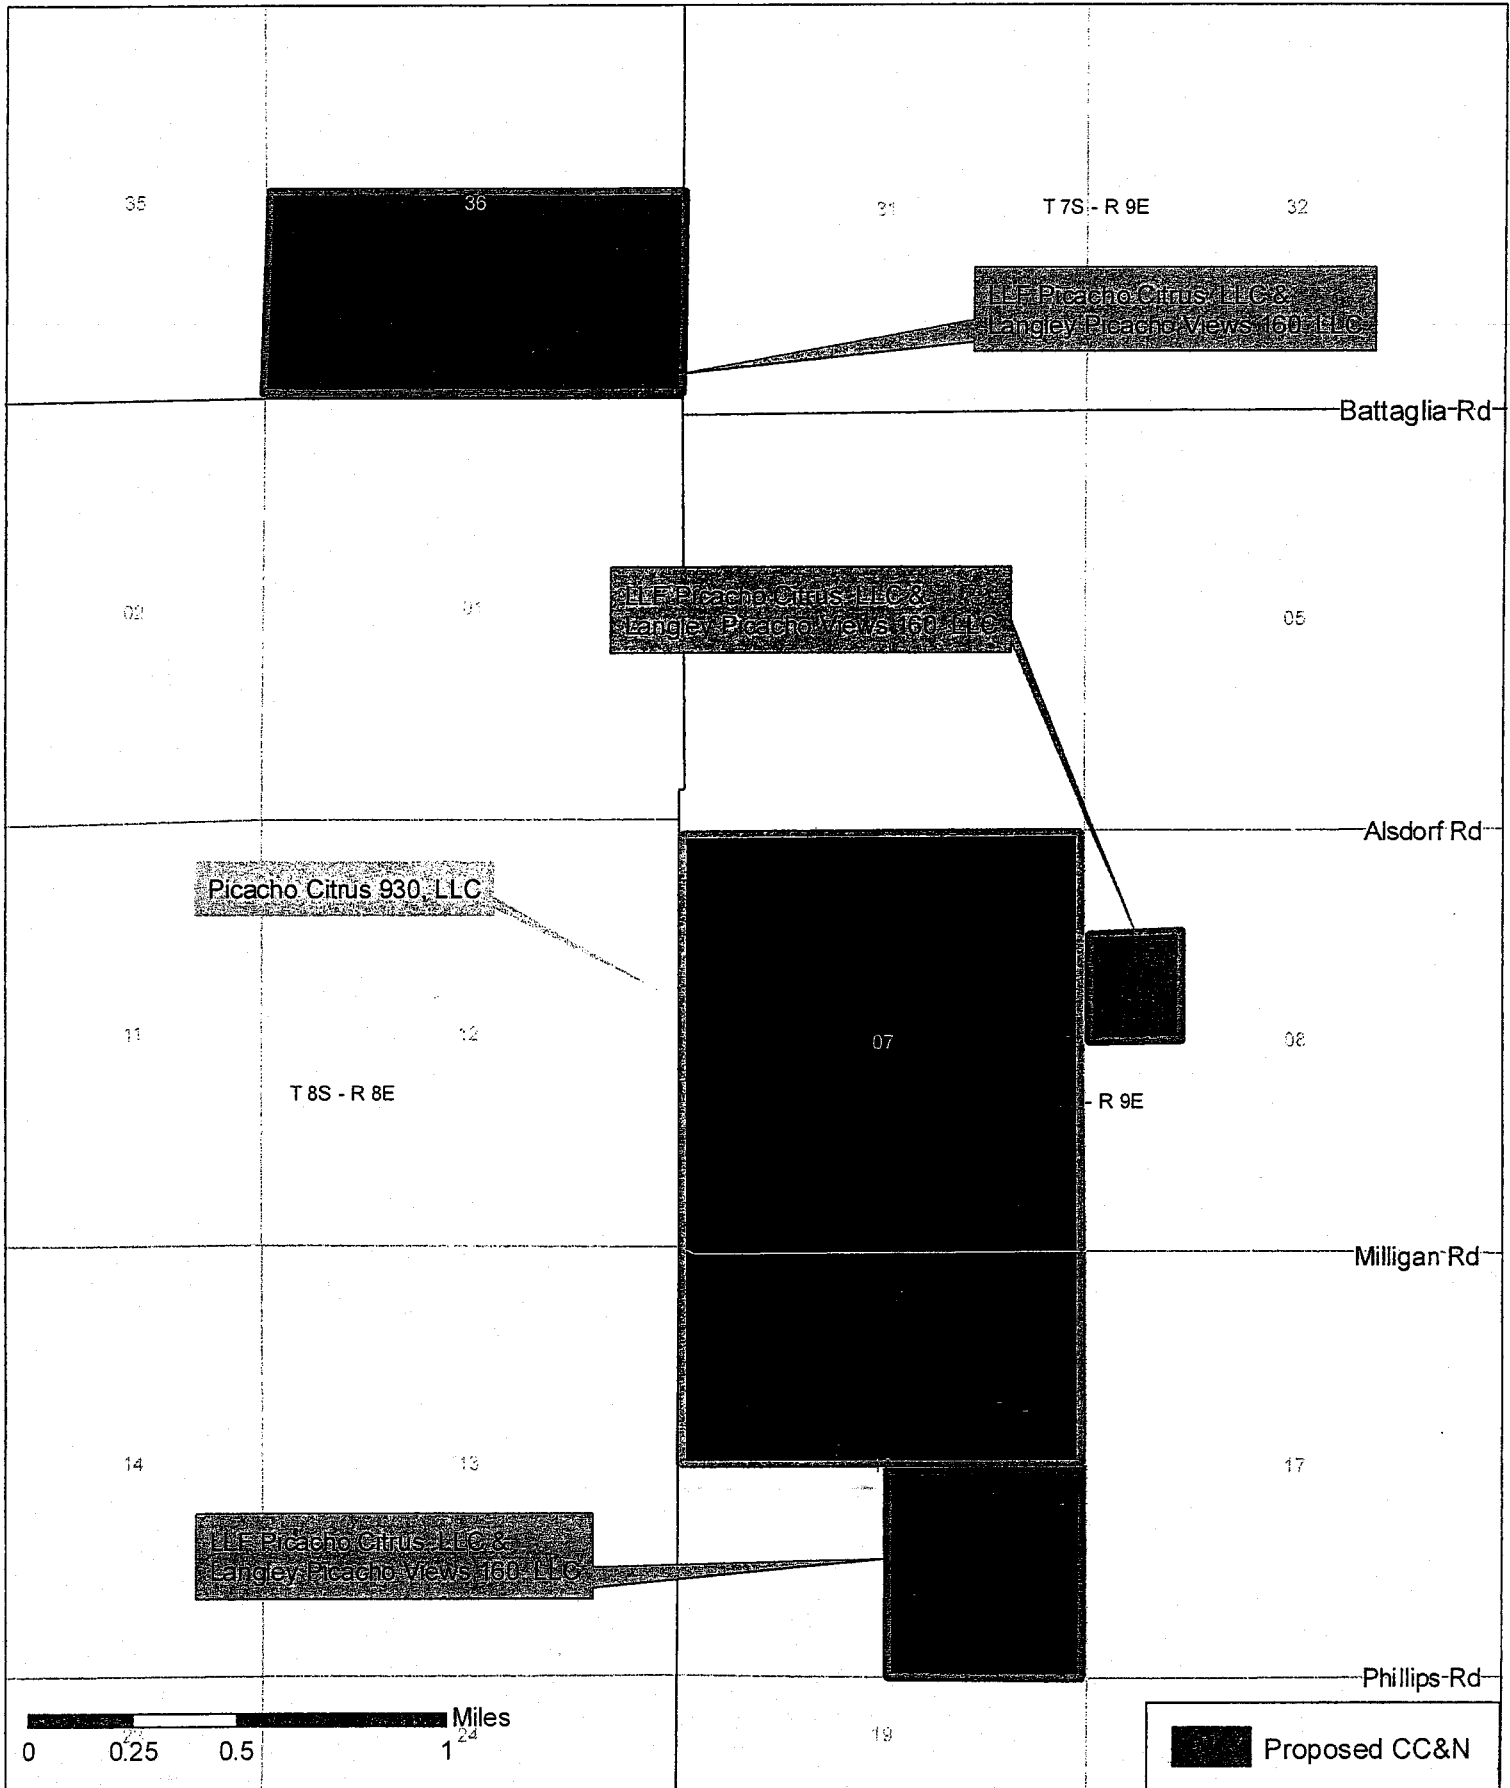 35
36
31
T 7S - R 9E
32
LLF Picacho Citrus, LLC &
Langley Picacho Views 160, LLC
Battaglia Rd
LLF Picacho Citrus, LLC &
Langley Picacho Views 160, LLC
02
01
05
Alsdorf Rd
Picacho Citrus 930, LLC
11
12
07
08
T 8S - R 8E
- R 9E
Milligan Rd
14
13
17
LLF Picacho Citrus, LLC &
Langley Picacho Views 160, LLC
Phillips Rd
Miles
24
19
0
0.25
0.5
1
Proposed CC&N